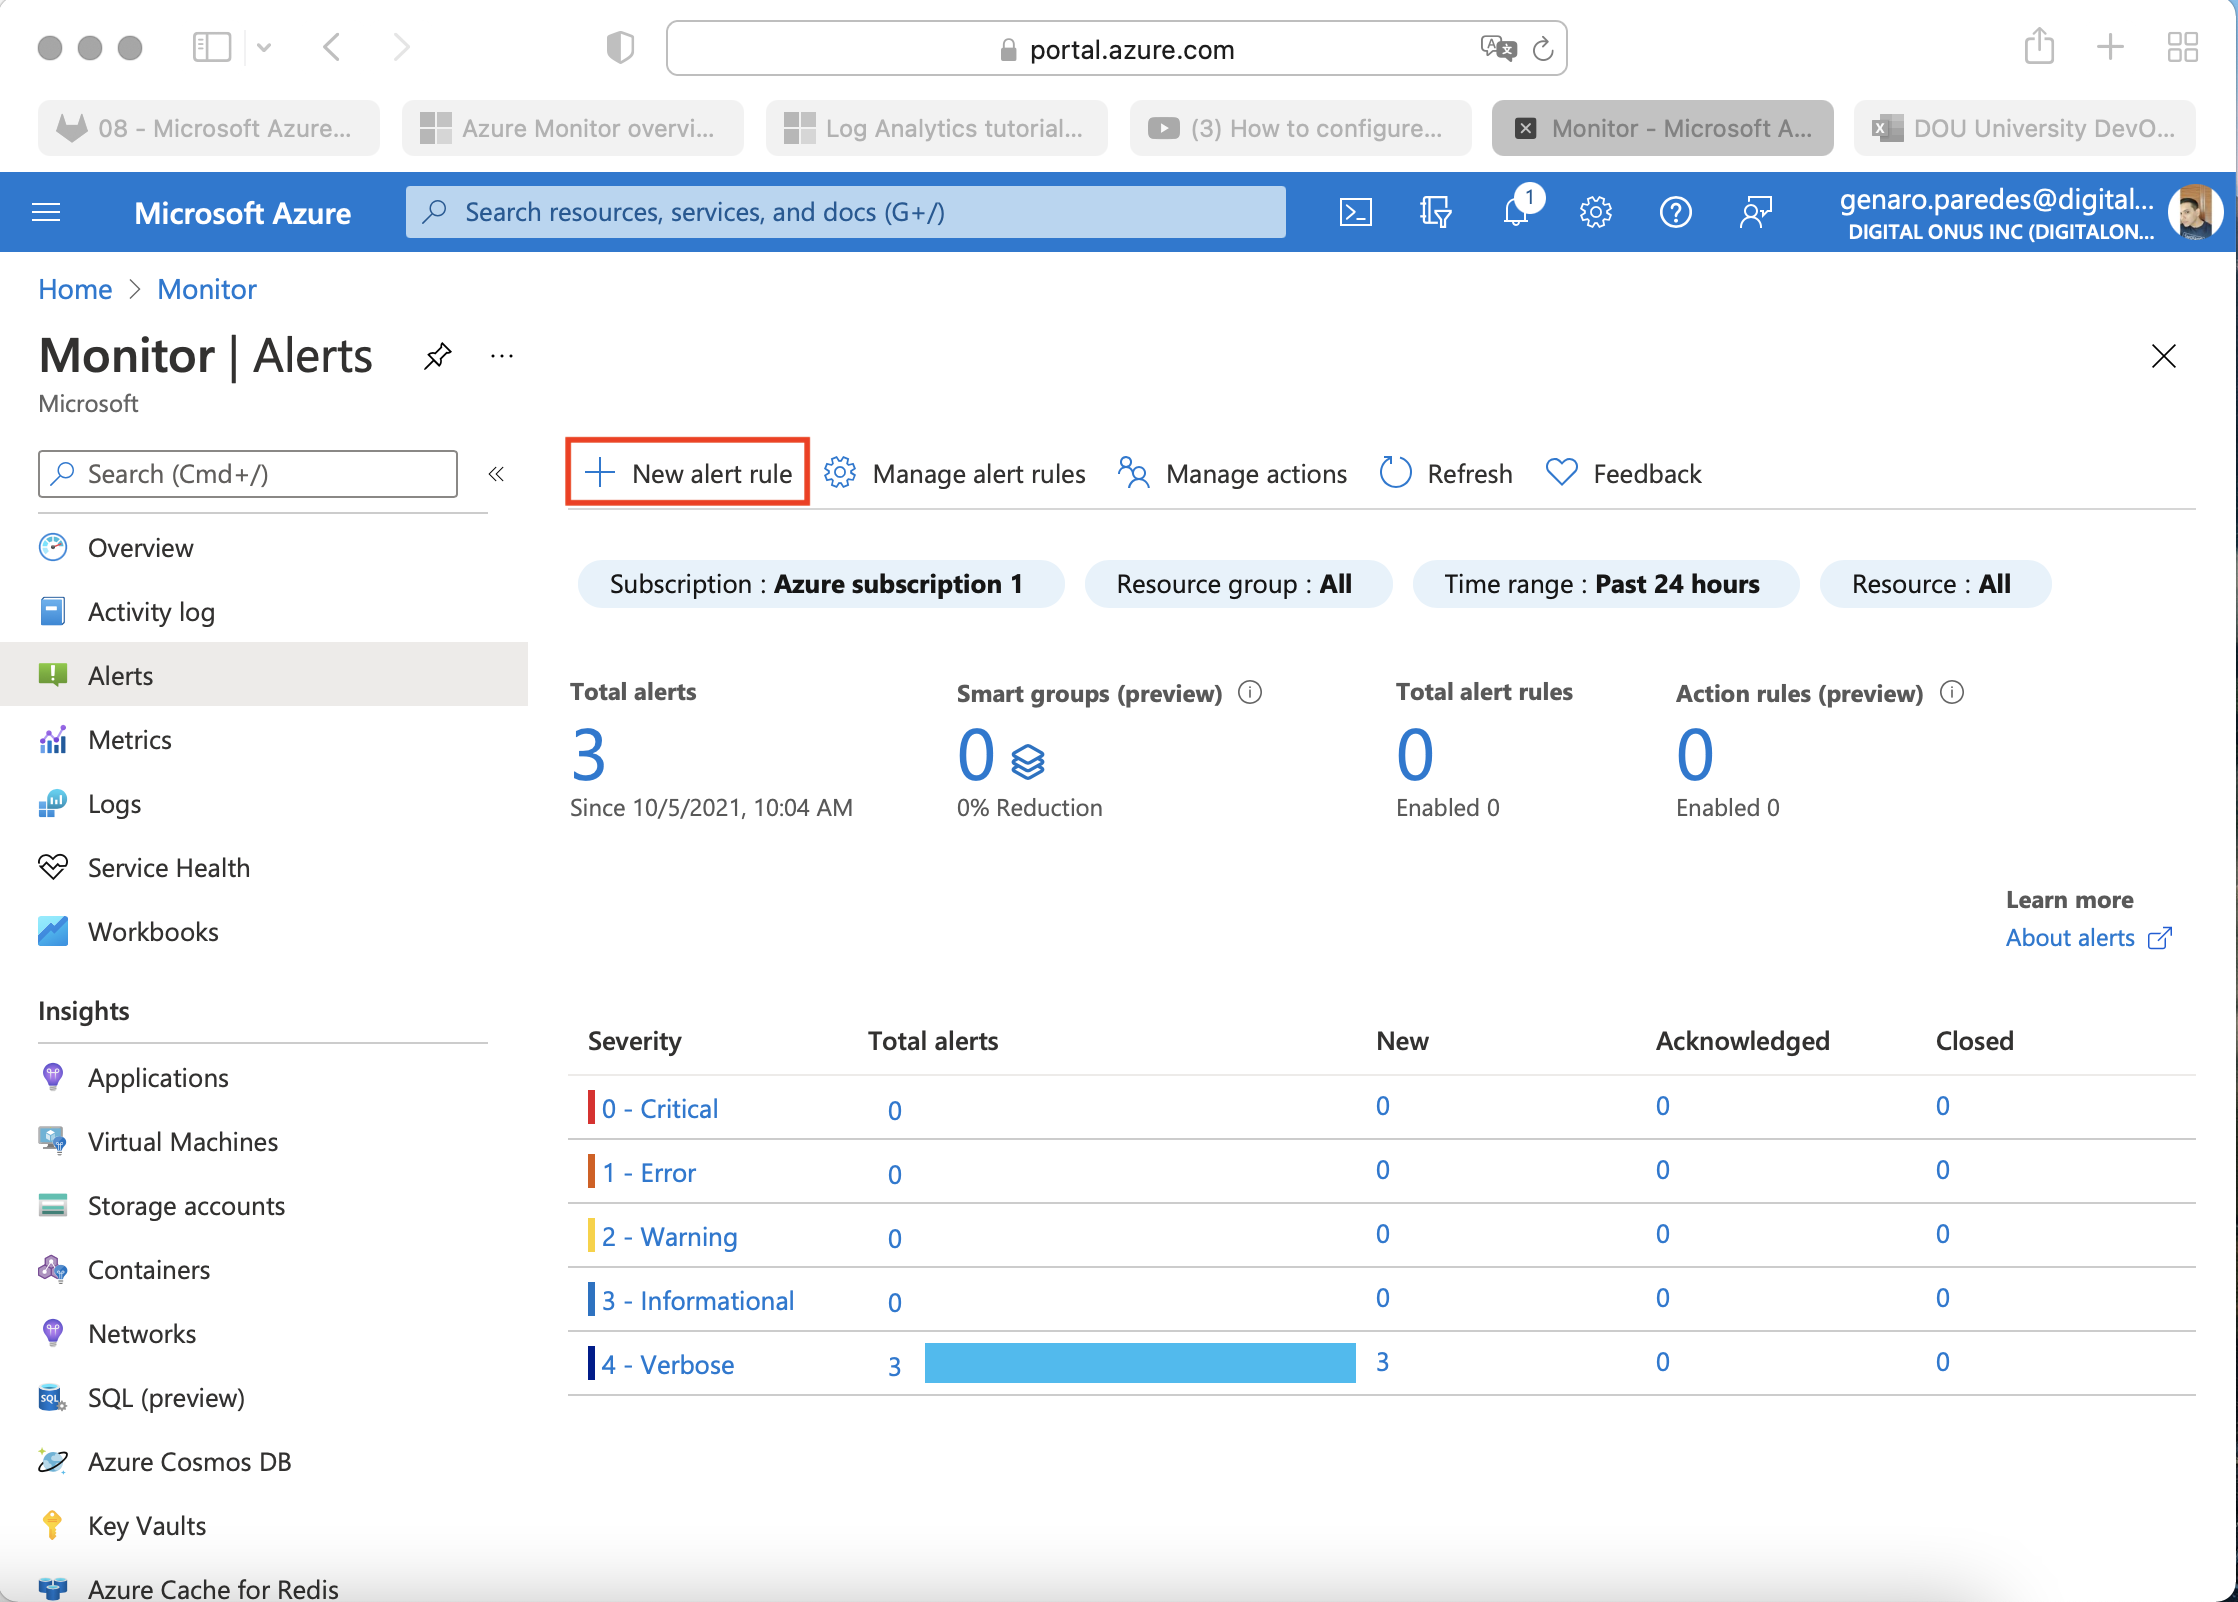 portal.azure.com
08 - Microsoft Azure...
Azure Monitor overvi...
Log Analytics tutorial...
(3) How to configure...
Monitor - Microsoft A...
DOU University DevO...
Microsoft Azure
Search resources, services, and docs (G+/)
1
genaro.paredes@digital...
DIGITAL ONUS INC (DIGITALON...
Home > Monitor
Monitor | Alerts
...
Microsoft
Search (Cmd+/)
«
New alert rule
Manage alert rules
Manage actions
Refresh
Feedback
Overview
Activity log
Alerts
Metrics
Logs
Service Health
Workbooks
Insights
Applications
Virtual Machines
Storage accounts
Containers
Networks
SQL (preview)
Azure Cosmos DB
Key Vaults
Azure Cache for Redis
Subscription : Azure subscription 1
Resource group : All
Time range : Past 24 hours
Resource : All
Total alerts
3
Since 10/5/2021, 10:04 AM
Smart groups (preview)
0
0% Reduction
Total alert rules
0
Enabled 0
Action rules (preview)
0
Enabled 0
Learn more
About alerts
Severity Total alerts New Acknowledged Closed
0 - Critical 0 0 0 0
1 - Error 0 0 0 0
2 - Warning 0 0 0 0
3 - Informational 0 0 0 0
4 - Verbose 3 3 0 0